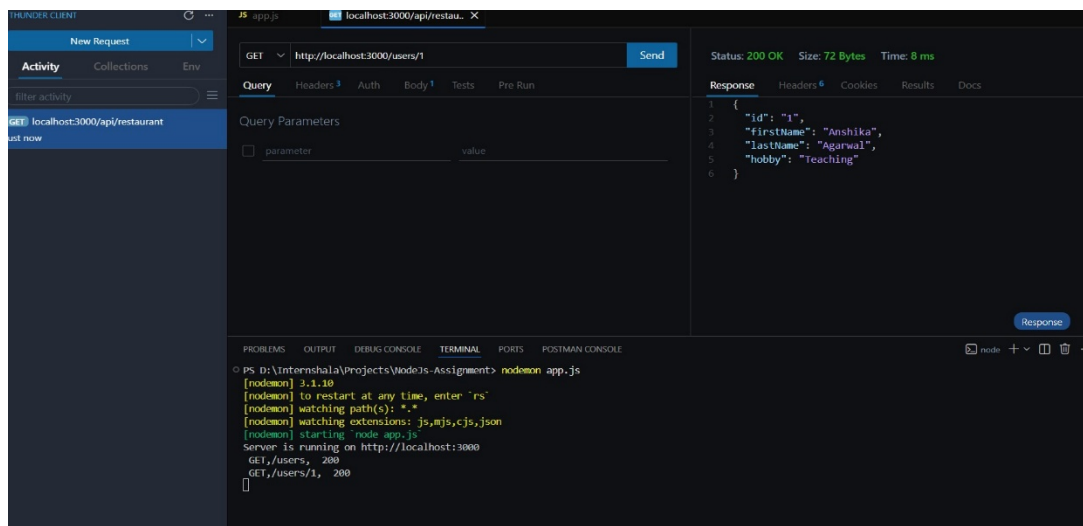 THUNDER CLIENT
New Request
Activity Collections Env
filter activity
GET localhost:3000/api/restaurant
ust now
JS app.js
GET localhost:3000/api/restau.. X
GET http://localhost:3000/users/1 Send
Query Headers 3 Auth Body 1 Tests Pre Run
Query Parameters
parameter value
Status: 200 OK Size: 72 Bytes Time: 8 ms
Response Headers 6 Cookies Results Docs
1 {
2 "id": "1",
3 "firstName": "Anshika",
4 "lastName": "Agarwal",
5 "hobby": "Teaching"
6 }
Response
PROBLEMS OUTPUT DEBUG CONSOLE TERMINAL PORTS POSTMAN CONSOLE
node
PS D:\Internshala\Projects\NodeJs-Assignment> nodemon app.js
[nodemon] 3.1.10
[nodemon] to restart at any time, enter `rs`
[nodemon] watching path(s): *.*
[nodemon] watching extensions: js,mjs,cjs,json
[nodemon] starting `node app.js`
Server is running on http://localhost:3000
GET,/users, 200
GET,/users/1, 200